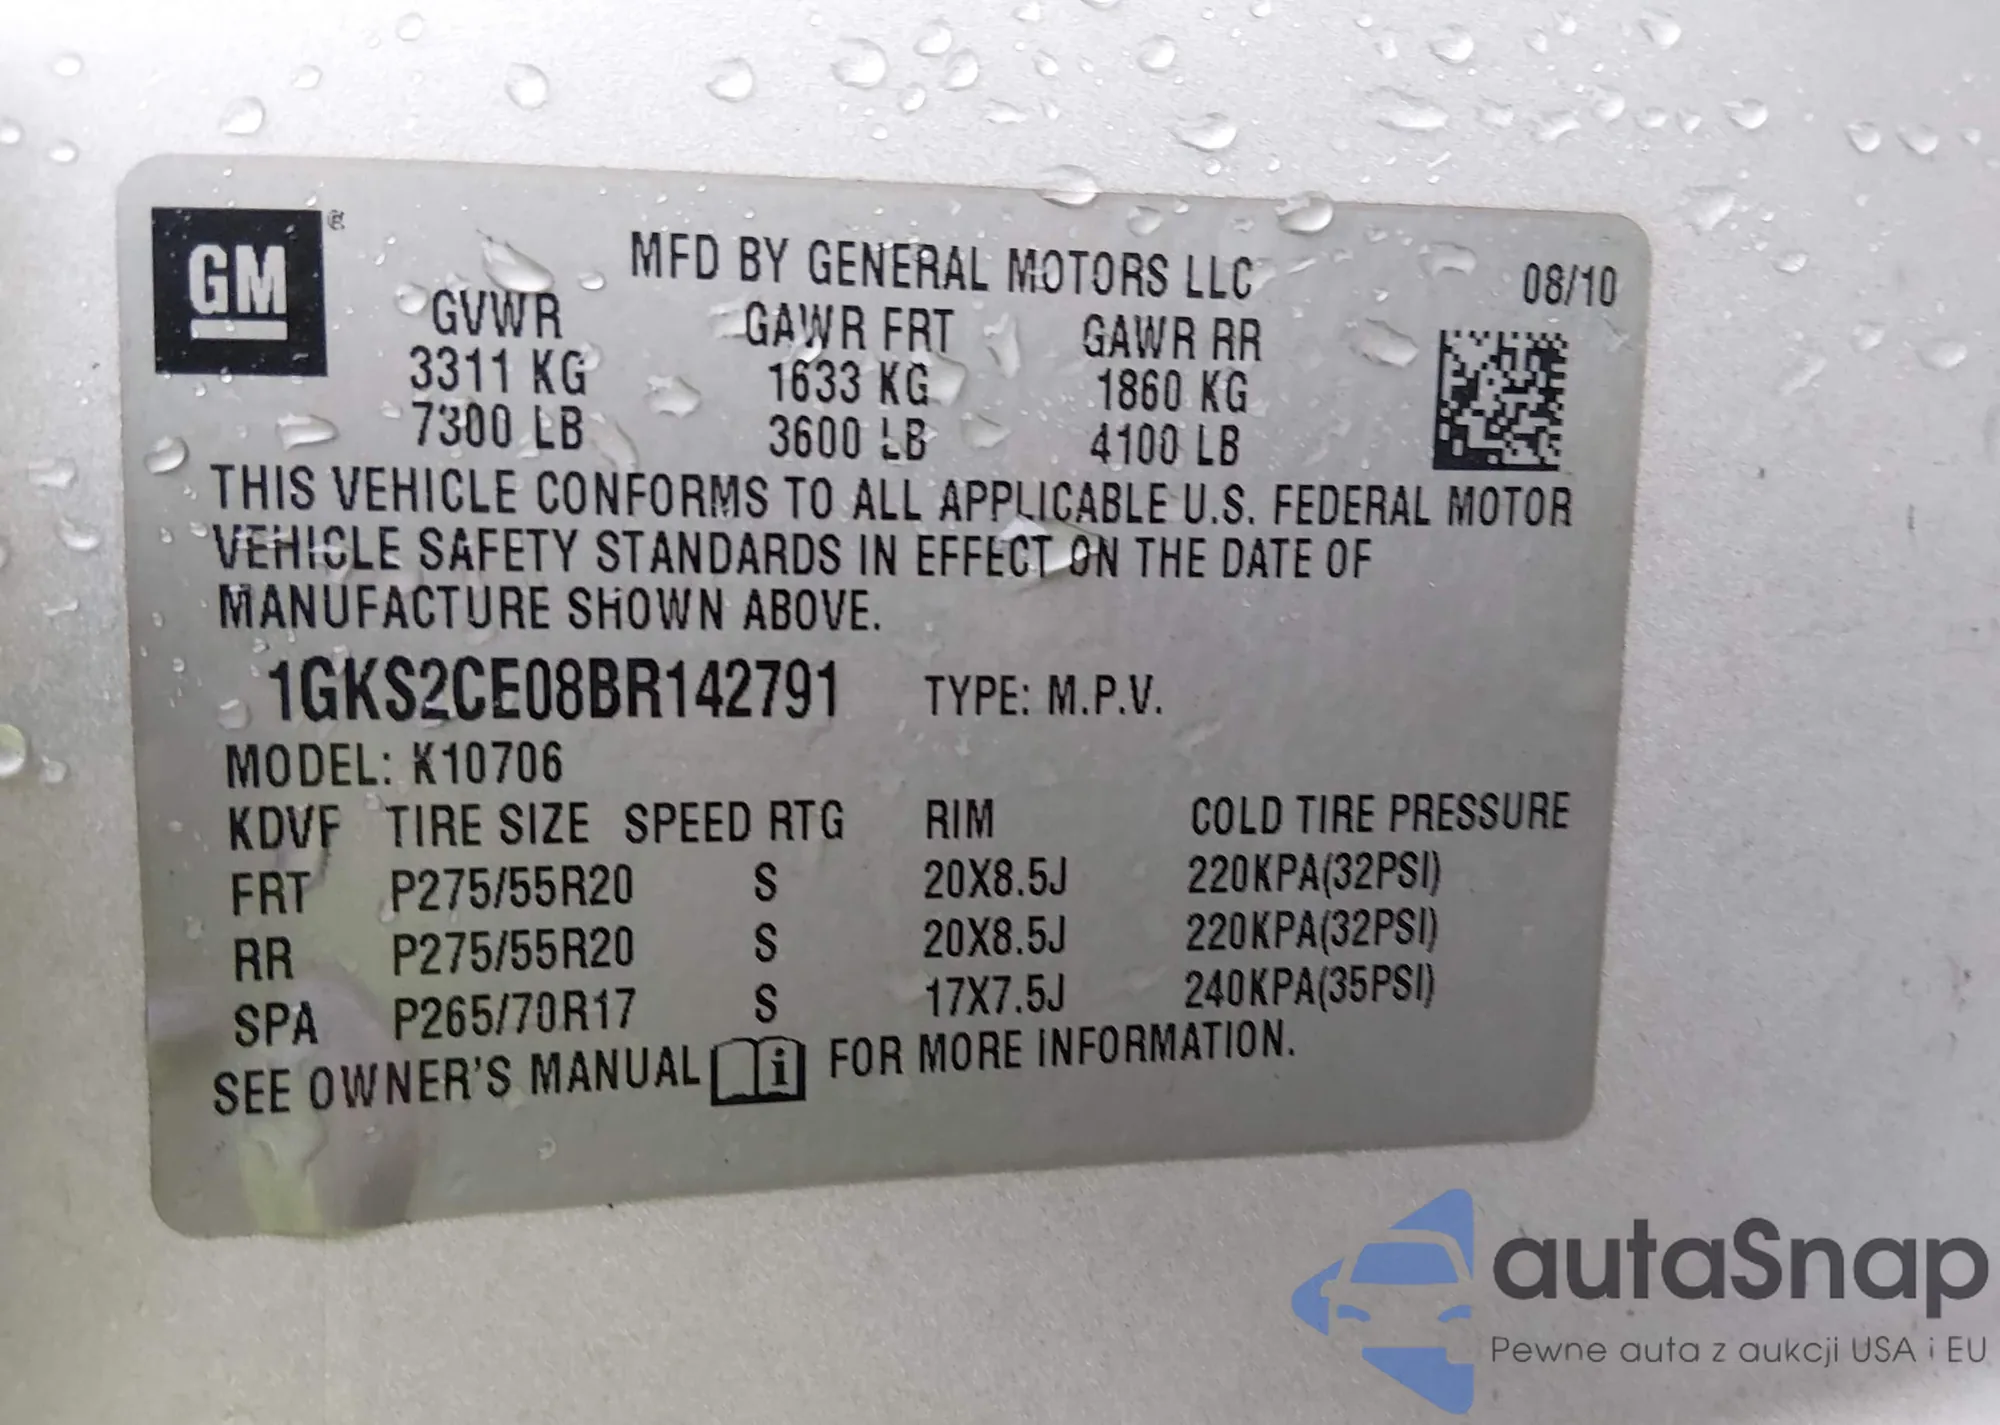 GM ®
MFD BY GENERAL MOTORS LLC 08/10
GVWR GAWR FRT GAWR RR
3311 KG 1633 KG 1860 KG
7300 LB 3600 LB 4100 LB
THIS VEHICLE CONFORMS TO ALL APPLICABLE U.S. FEDERAL MOTOR
VEHICLE SAFETY STANDARDS IN EFFECT ON THE DATE OF
MANUFACTURE SHOWN ABOVE.
1GKS2CE08BR142791 TYPE: M.P.V.
MODEL: K10706
KDVF TIRE SIZE SPEED RTG RIM COLD TIRE PRESSURE
FRT P275/55R20 S 20X8.5J 220KPA(32PSI)
RR P275/55R20 S 20X8.5J 220KPA(32PSI)
SPA P265/70R17 S 17X7.5J 240KPA(35PSI)
SEE OWNER'S MANUAL i FOR MORE INFORMATION.
autaSnap
Pewne auta z aukcji USA i EU